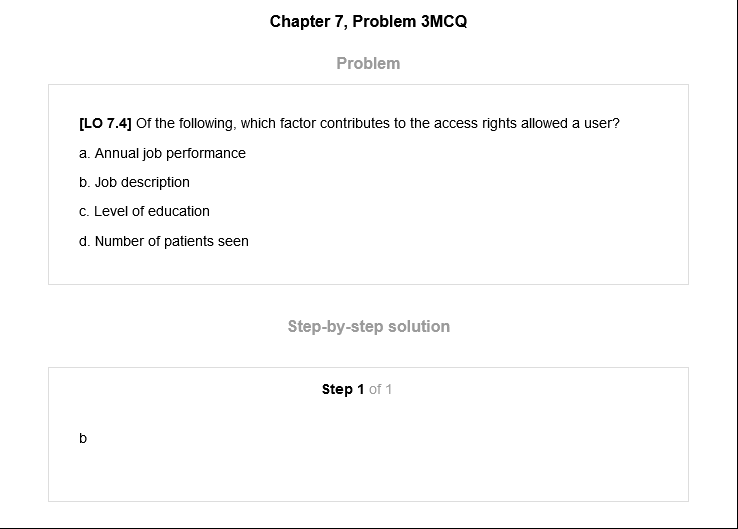 Chapter 7, Problem 3MCQ
Problem
[LO 7.4] Of the following, which factor contributes to the access rights allowed a user?
a. Annual job performance
b. Job description
c. Level of education
d. Number of patients seen
Step-by-step solution
Step 1 of 1
b